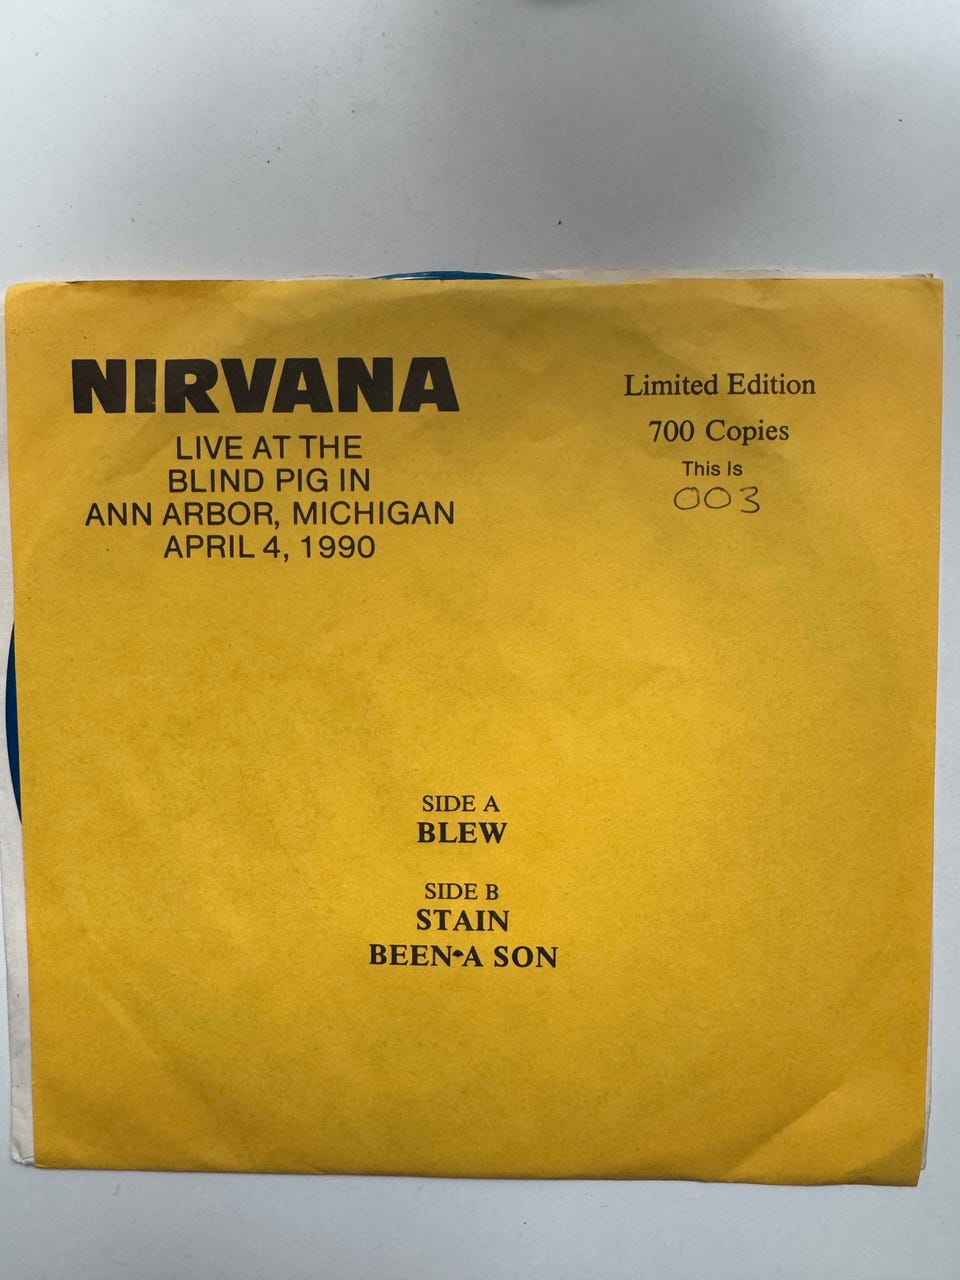 NIRVANA
LIVE AT THE
BLIND PIG IN
ANN ARBOR, MICHIGAN
APRIL 4, 1990
Limited Edition
700 Copies
This Is
003
SIDE A
BLEW
SIDE B
STAIN
BEEN A SON